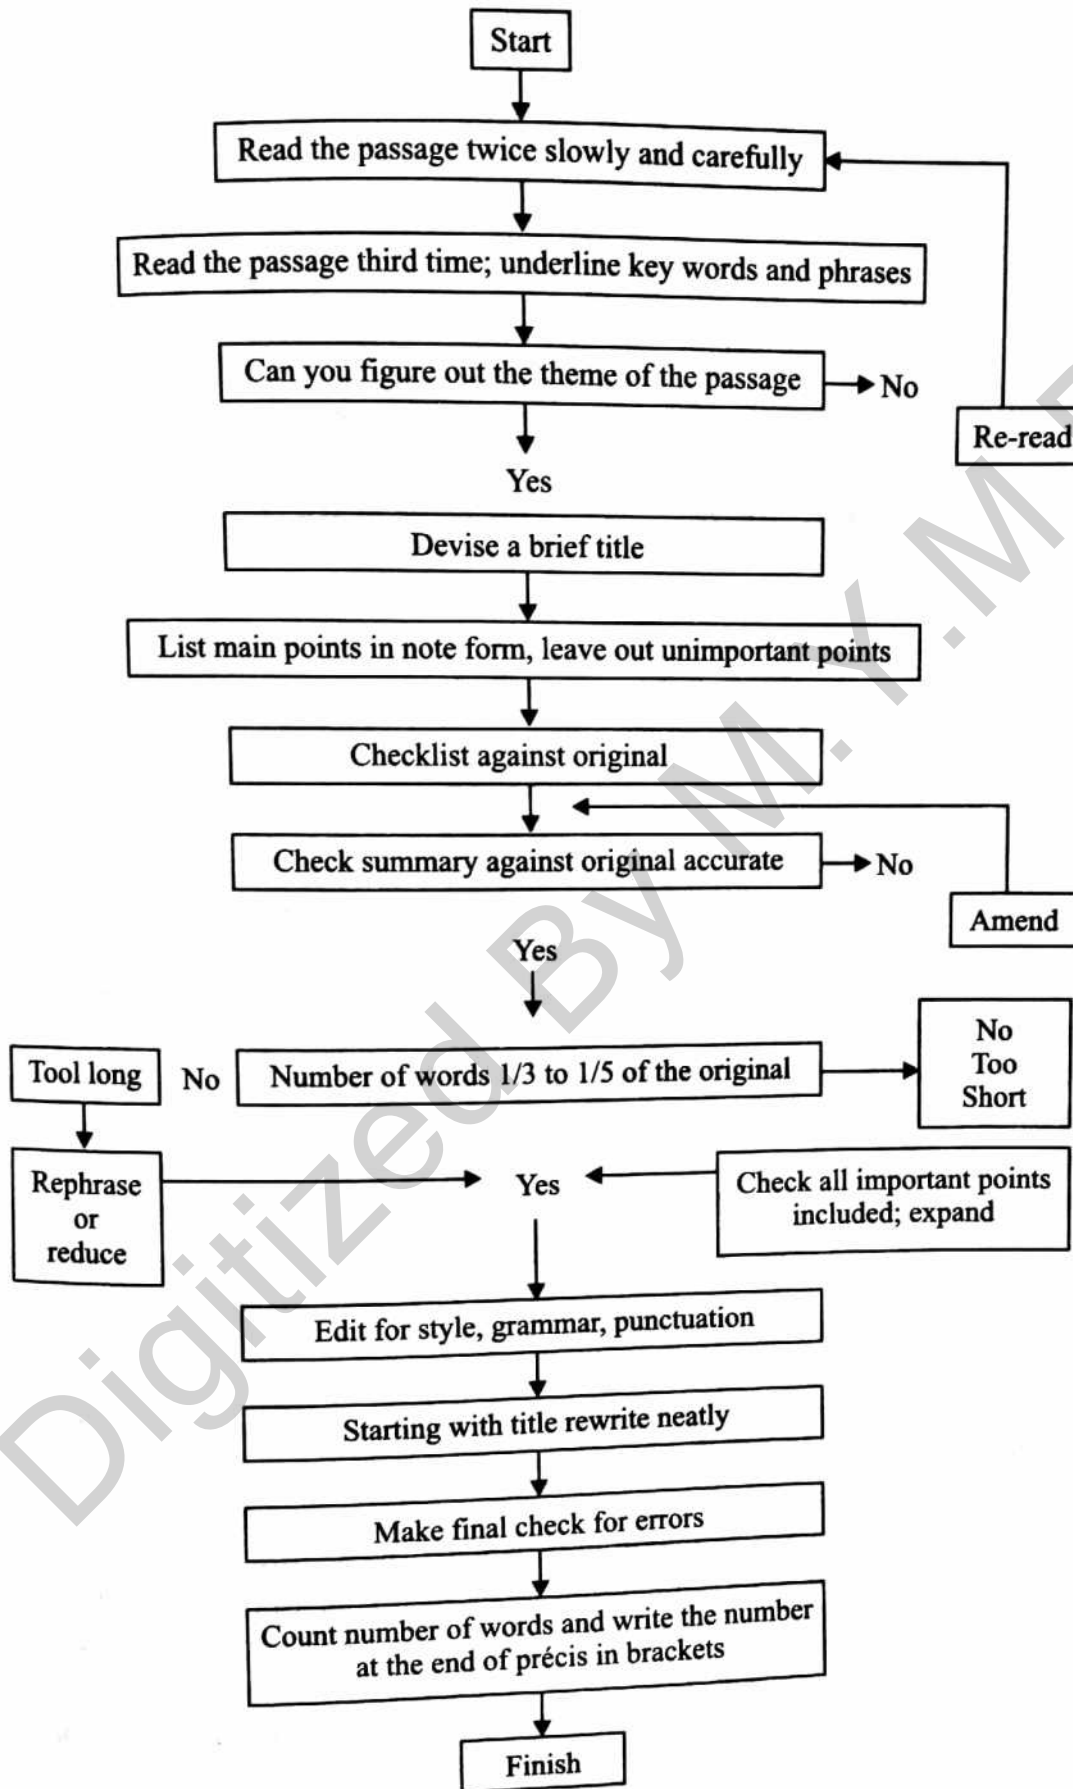 Start
Read the passage twice slowly and carefully
Read the passage third time; underline key words and phrases
Can you figure out the theme of the passage
No
Re-read
Yes
Devise a brief title
List main points in note form, leave out unimportant points
Checklist against original
Check summary against original accurate
No
Amend
Yes
Tool long
No
Number of words 1/3 to 1/5 of the original
No
Too
Short
Rephrase
or
reduce
Yes
Check all important points
included; expand
Edit for style, grammar, punctuation
Starting with title rewrite neatly
Make final check for errors
Count number of words and write the number
at the end of précis in brackets
Finish
Digitized By M.Y.M